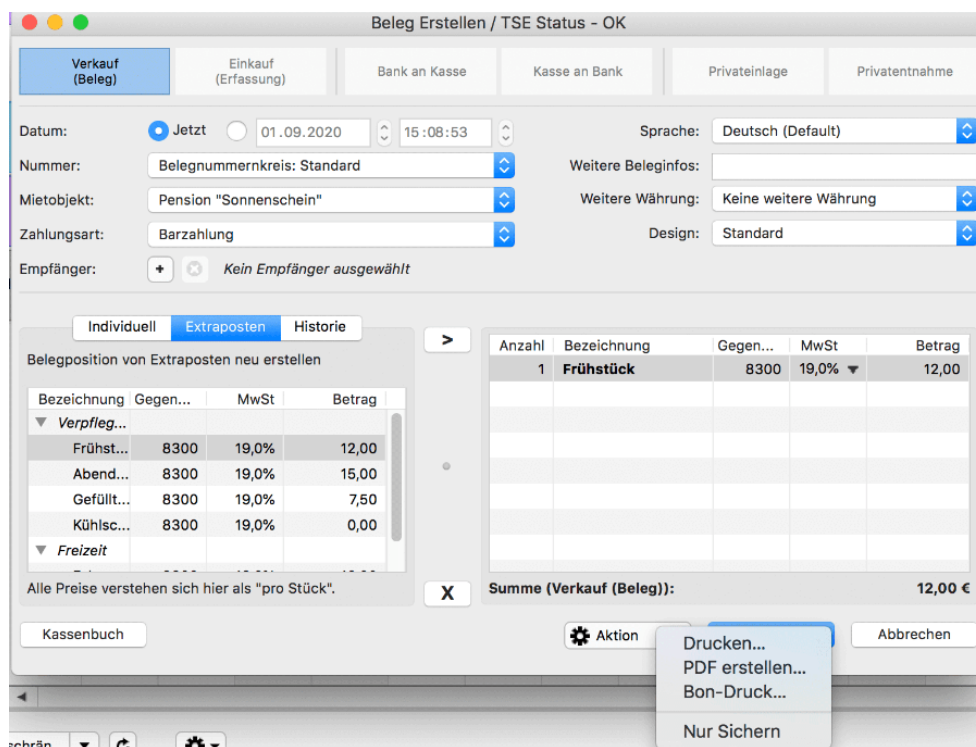 Beleg Erstellen / TSE Status - OK
Verkauf
(Beleg)
Einkauf
(Erfassung)
Bank an Kasse
Kasse an Bank
Privateinlage
Privatentnahme
Datum: Jetzt 01.09.2020 15:08:53 Sprache: Deutsch (Default)
Nummer: Belegnummernkreis: Standard Weitere Beleginfos:
Mietobjekt: Pension "Sonnenschein" Weitere Währung: Keine weitere Währung
Zahlungsart: Barzahlung Design: Standard
Empfänger: + Kein Empfänger ausgewählt
Individuell Extraposten Historie
Belegposition von Extraposten neu erstellen
Bezeichnung Gegen... MwSt Betrag
Verpfleg...
Frühst... 8300 19,0% 12,00
Abend... 8300 19,0% 15,00
Gefüllt... 8300 19,0% 7,50
Kühlsc... 8300 19,0% 0,00
Freizeit
Alle Preise verstehen sich hier als "pro Stück".
>
X
Anzahl Bezeichnung Gegen... MwSt Betrag
1 Frühstück 8300 19,0% 12,00
Summe (Verkauf (Beleg)): 12,00 €
Kassenbuch Aktion Abbrechen
Drucken...
PDF erstellen...
Bon-Druck...
Nur Sichern